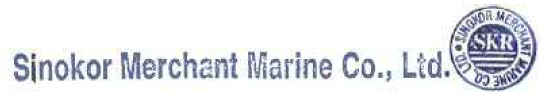 Sinokor Merchant Marine Co., Ltd.
SINOKOR MERCHANT MARINE CO., LTD.
SKR